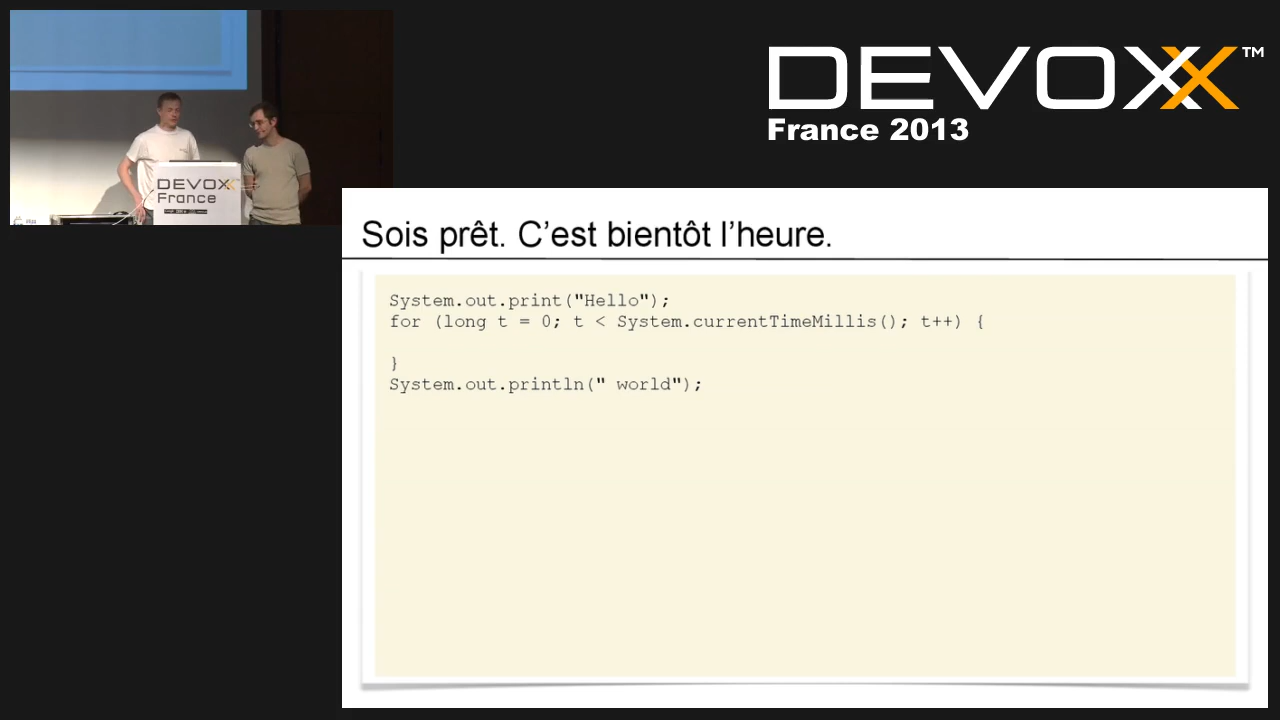 DEVOXX™
France 2013
DEVOXX
France
Sois prêt. C’est bientôt l’heure.
System.out.print("Hello");
for (long t = 0; t < System.currentTimeMillis(); t++) {
}
System.out.println(" world");